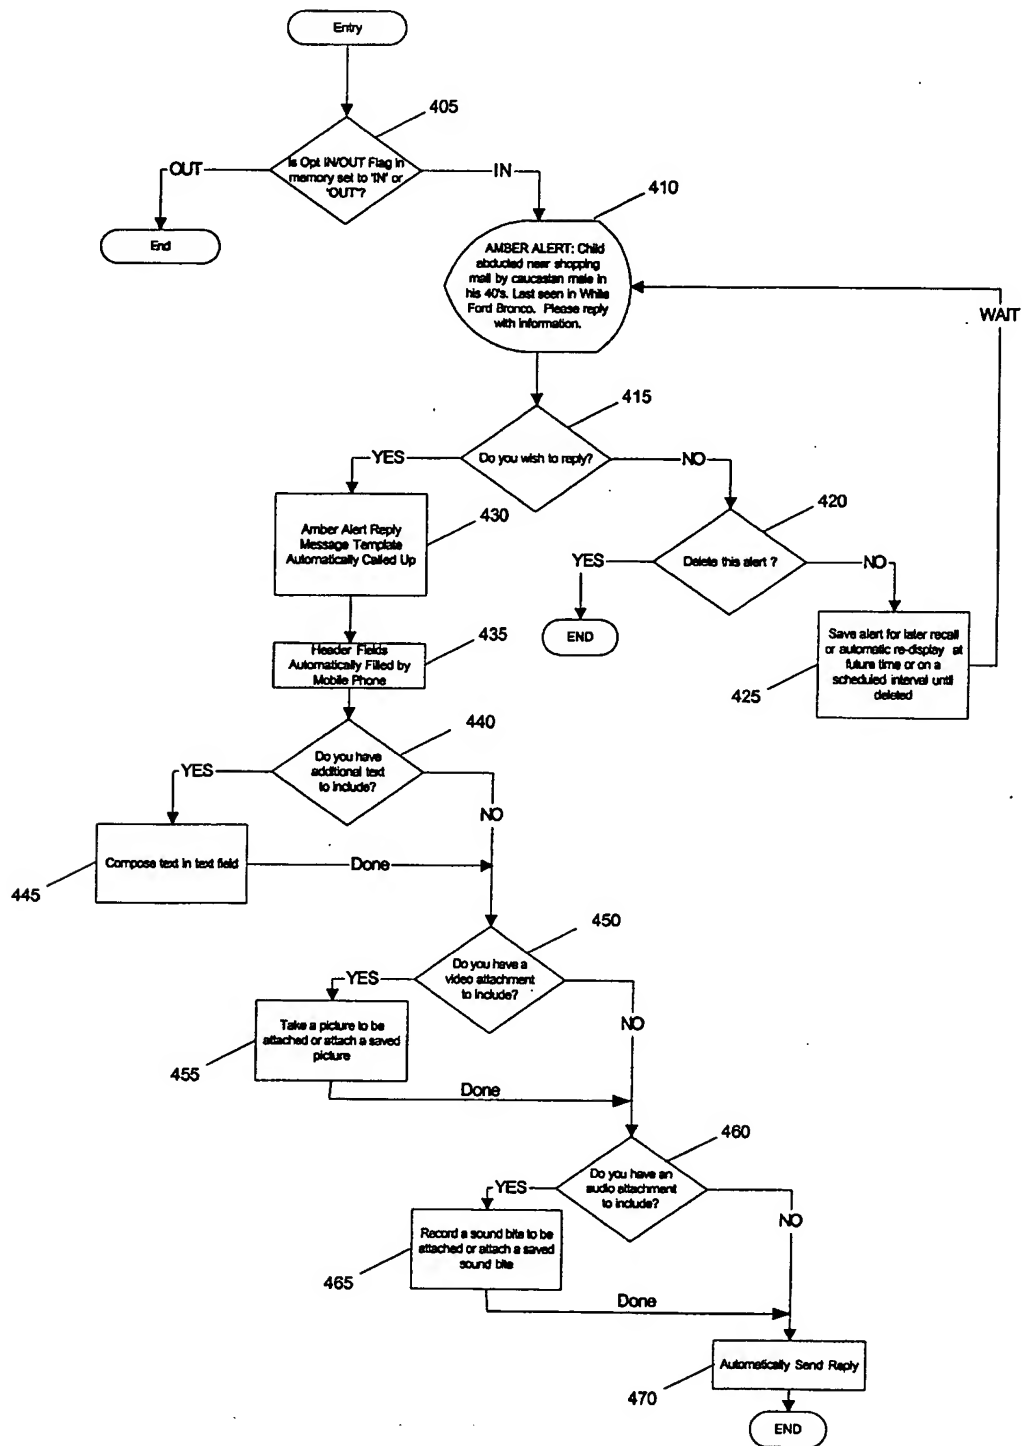 Entry
405
Is Opt IN/OUT Flag in
memory set to 'IN' or
'OUT'?
OUT
IN
End
410
AMBER ALERT: Child
abducted near shopping
mall by caucasian male in
his 40's. Last seen in White
Ford Bronco. Please reply
with information.
WAIT
415
Do you wish to reply?
YES
NO
430
Amber Alert Reply
Message Template
Automatically Called Up
420
Delete this alert ?
YES
NO
END
Save alert for later recall
or automatic re-display at
future time or on a
scheduled interval until
deleted
425
435
Header Fields
Automatically Filled by
Mobile Phone
440
Do you have
additional text
to include?
YES
NO
Compose text in text field
Done
445
450
Do you have a
video attachment
to include?
YES
NO
Take a picture to be
attached or attach a saved
picture
455
Done
460
Do you have an
audio attachment
to include?
YES
NO
Record a sound bite to be
attached or attach a saved
sound bite
465
Done
Automatically Send Reply
470
END